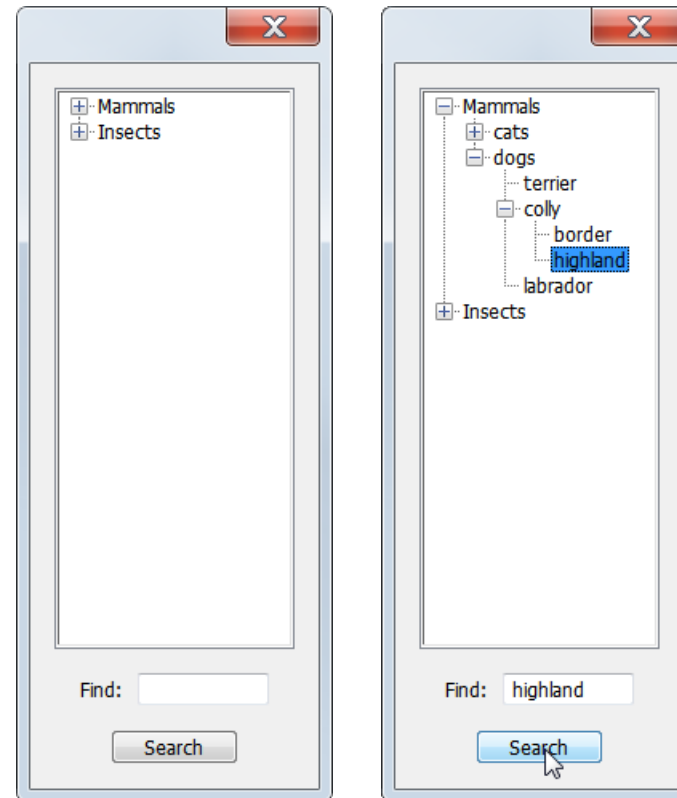 Mammals
Insects
Find:
Search
Mammals
cats
dogs
terrier
colly
border
highland
labrador
Insects
Find: highland
Search